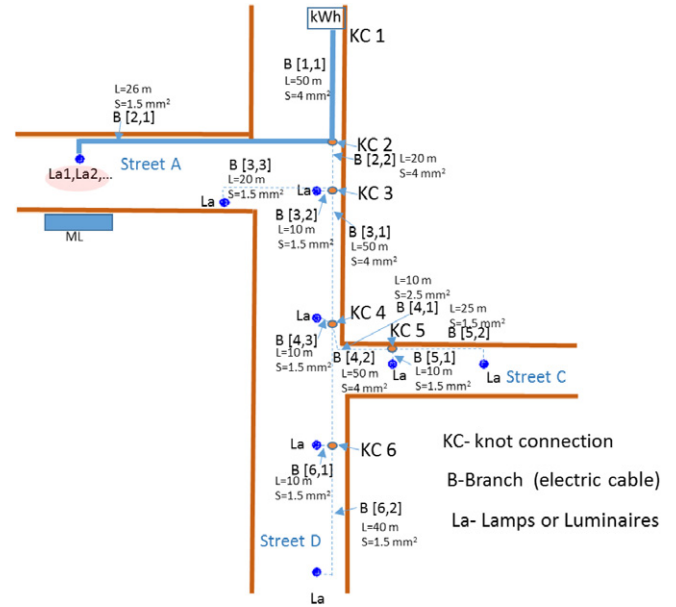 kWh
KC 1
B [1,1]
L=50 m
S=4 mm²
L=26 m
S=1.5 mm²
B [2,1]
KC 2
B [2,2] L=20 m
S=4 mm²
Street A
La1,La2,...
B [3,3]
L=20 m
S=1.5 mm²
La
La
KC 3
B [3,2]
L=10 m
S=1.5 mm²
B [3,1]
L=50 m
S=4 mm²
ML
L=10 m
S=2.5 mm²
B [4,1]
L=25 m
S=1.5 mm²
B [5,2]
La
KC 4
KC 5
B [4,3]
L=10 m
S=1.5 mm²
B [4,2]
L=50 m
S=4 mm²
B [5,1]
L=10 m
S=1.5 mm²
La
La
Street C
La
KC 6
B [6,1]
L=10 m
S=1.5 mm²
B [6,2]
L=40 m
S=1.5 mm²
Street D
La
KC- knot connection
B-Branch (electric cable)
La- Lamps or Luminaires